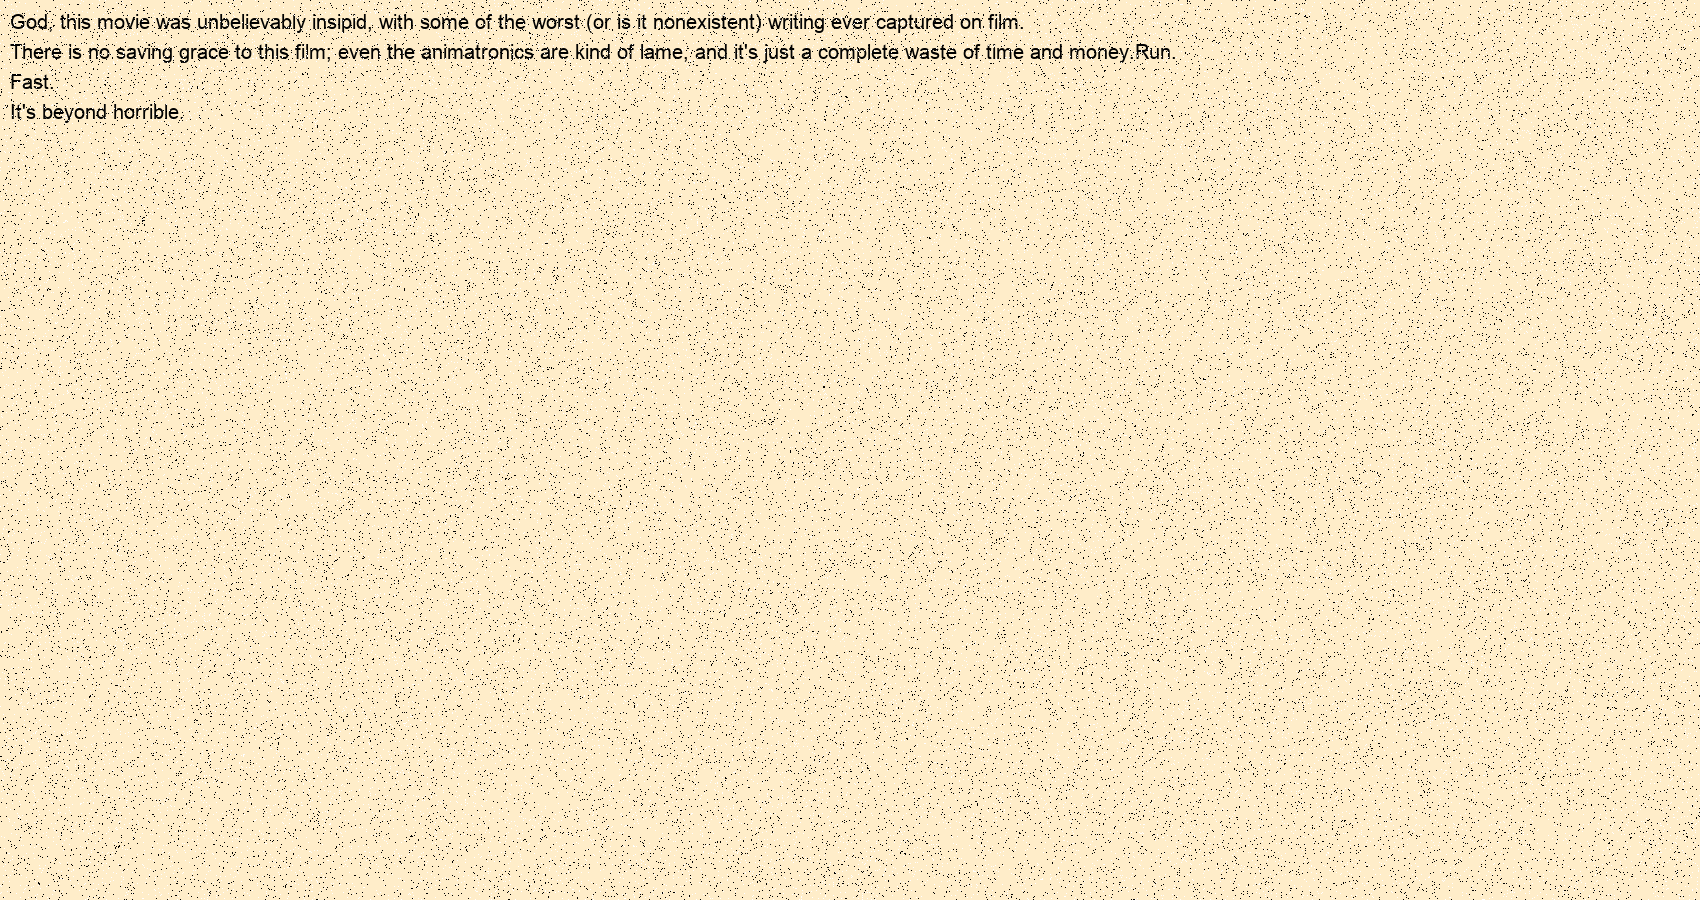 God, this movie was unbelievably insipid, with some of the worst (or is it nonexistent) writing ever captured on film.
There is no saving grace to this film; even the animatronics are kind of lame, and it's just a complete waste of time and money.Run.
Fast.
It's beyond horrible.